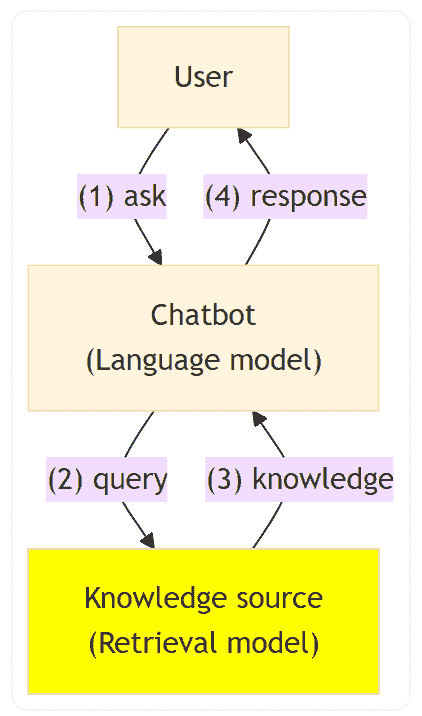 User
(1) ask
(4) response
Chatbot
(Language model)
(2) query
(3) knowledge
Knowledge source
(Retrieval model)